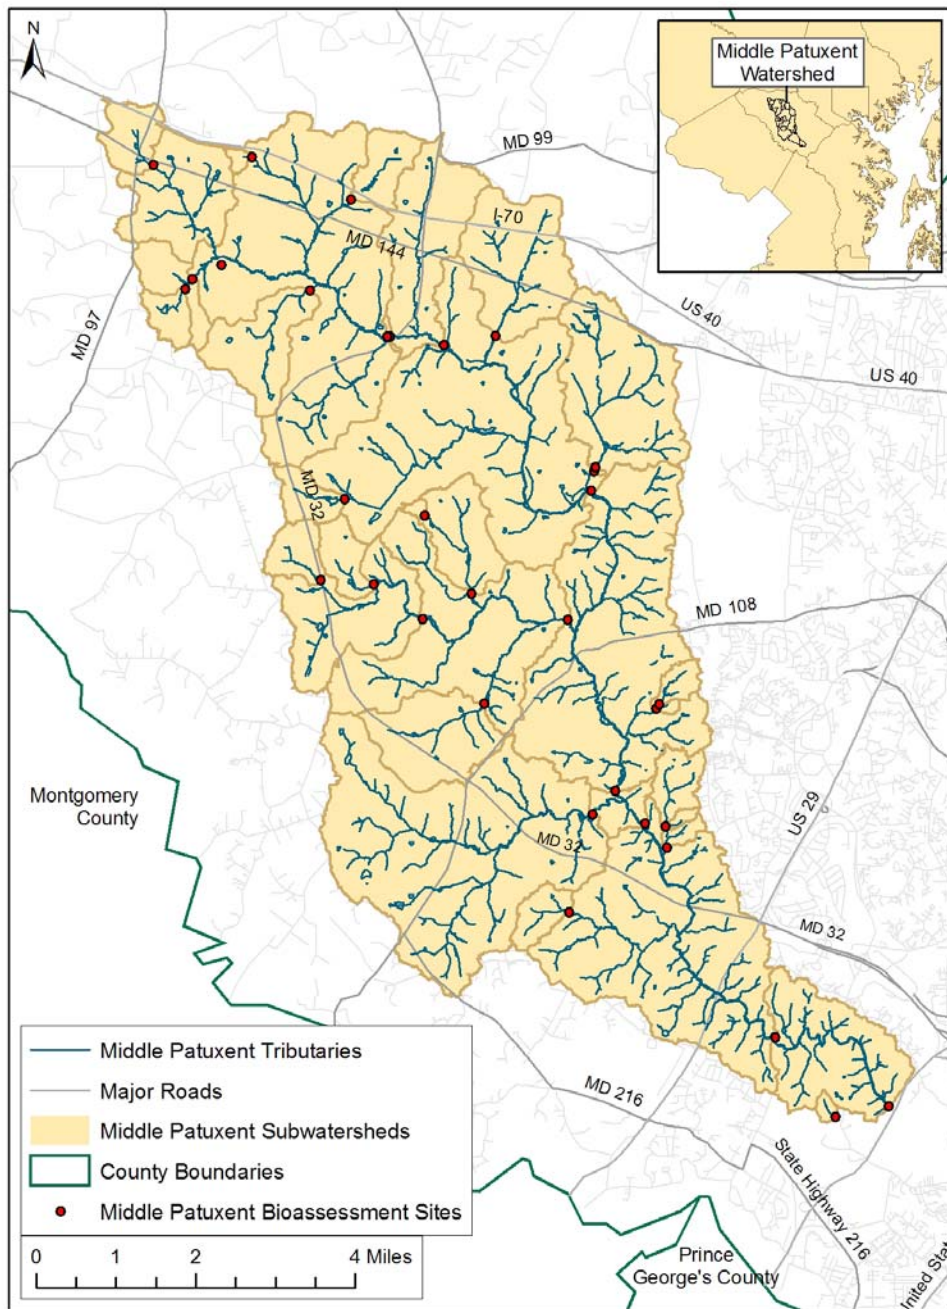 N
Middle Patuxent
Watershed
MD 99
I-70
MD 144
US 40
MD 97
US 40
MD 32
MD 108
Montgomery
County
US 29
MD 32
MD 32
Middle Patuxent Tributaries
Major Roads
Middle Patuxent Subwatersheds
County Boundaries
Middle Patuxent Bioassessment Sites
MD 216
State Highway 216
0 1 2 4 Miles
Prince
George's County
United Stat